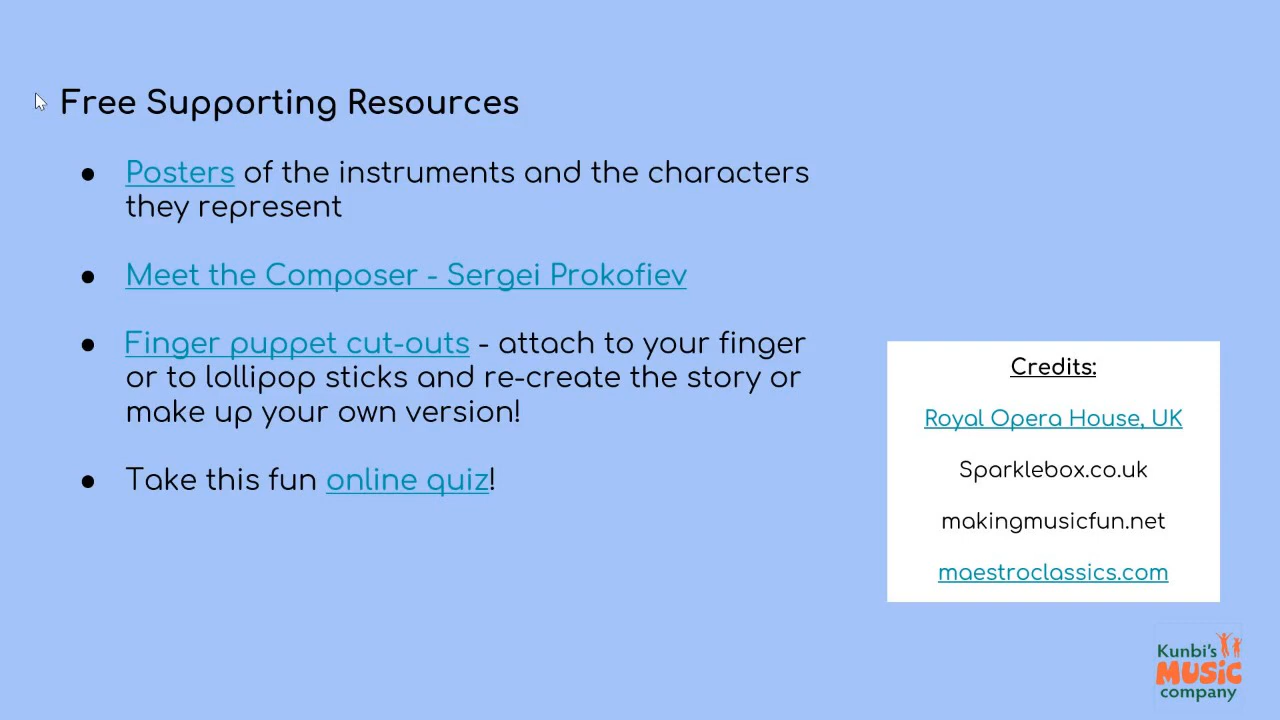 Free Supporting Resources
● Posters of the instruments and the characters
they represent
● Meet the Composer - Sergei Prokofiev
● Finger puppet cut-outs - attach to your finger
or to lollipop sticks and re-create the story or
make up your own version!
● Take this fun online quiz!
Credits:
Royal Opera House, UK
Sparklebox.co.uk
makingmusicfun.net
maestroclassics.com
Kunbi's
MUSiC
company